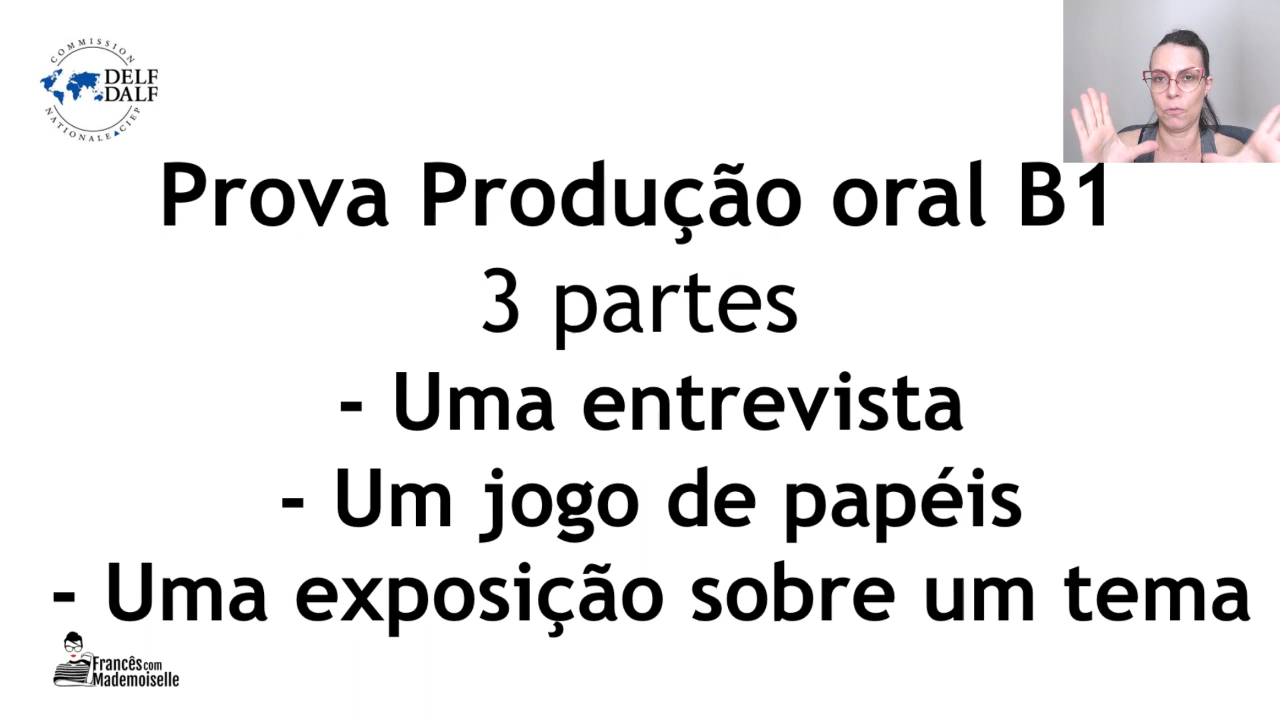 COMMISSION
DELF
DALF
NATIONALE CIEP
Prova Produção oral B1
3 partes
- Uma entrevista
- Um jogo de papéis
- Uma exposição sobre um tema
Francês com
Mademoiselle